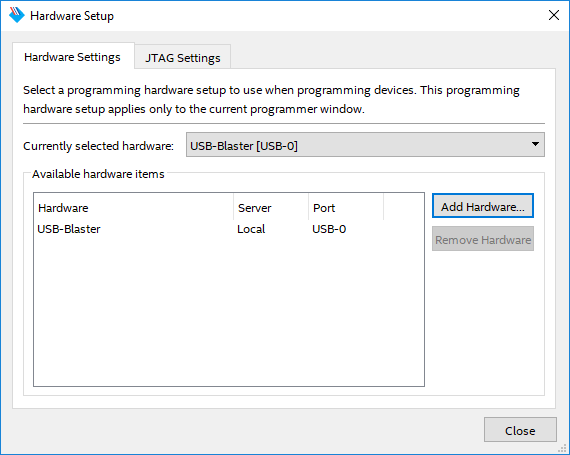 Hardware Setup
Hardware Settings
JTAG Settings
Select a programming hardware setup to use when programming devices. This programming
hardware setup applies only to the current programmer window.
Currently selected hardware:
USB-Blaster [USB-0]
Available hardware items
Hardware Server Port
USB-Blaster Local USB-0
Add Hardware...
Remove Hardware
Close